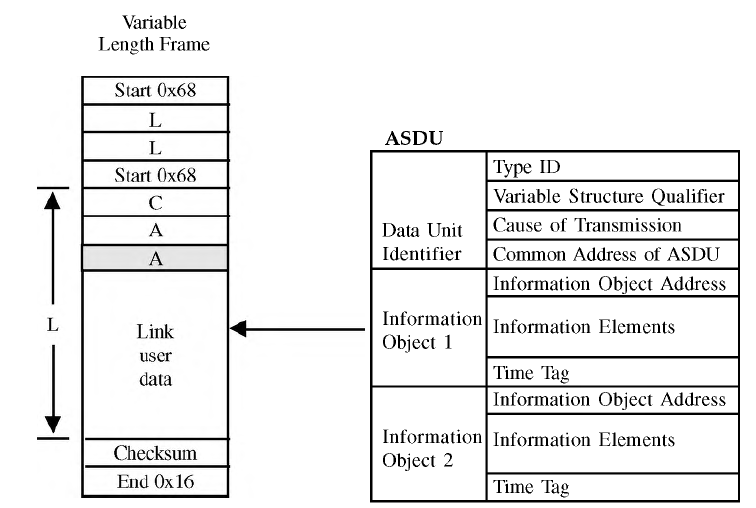 Variable
Length Frame
Start 0x68
L
L
Start 0x68
C
A
A
L
Link
user
data
Checksum
End 0x16
ASDU
Data Unit
Identifier
Type ID
Variable Structure Qualifier
Cause of Transmission
Common Address of ASDU
Information
Object 1
Information Object Address
Information Elements
Time Tag
Information
Object 2
Information Object Address
Information Elements
Time Tag